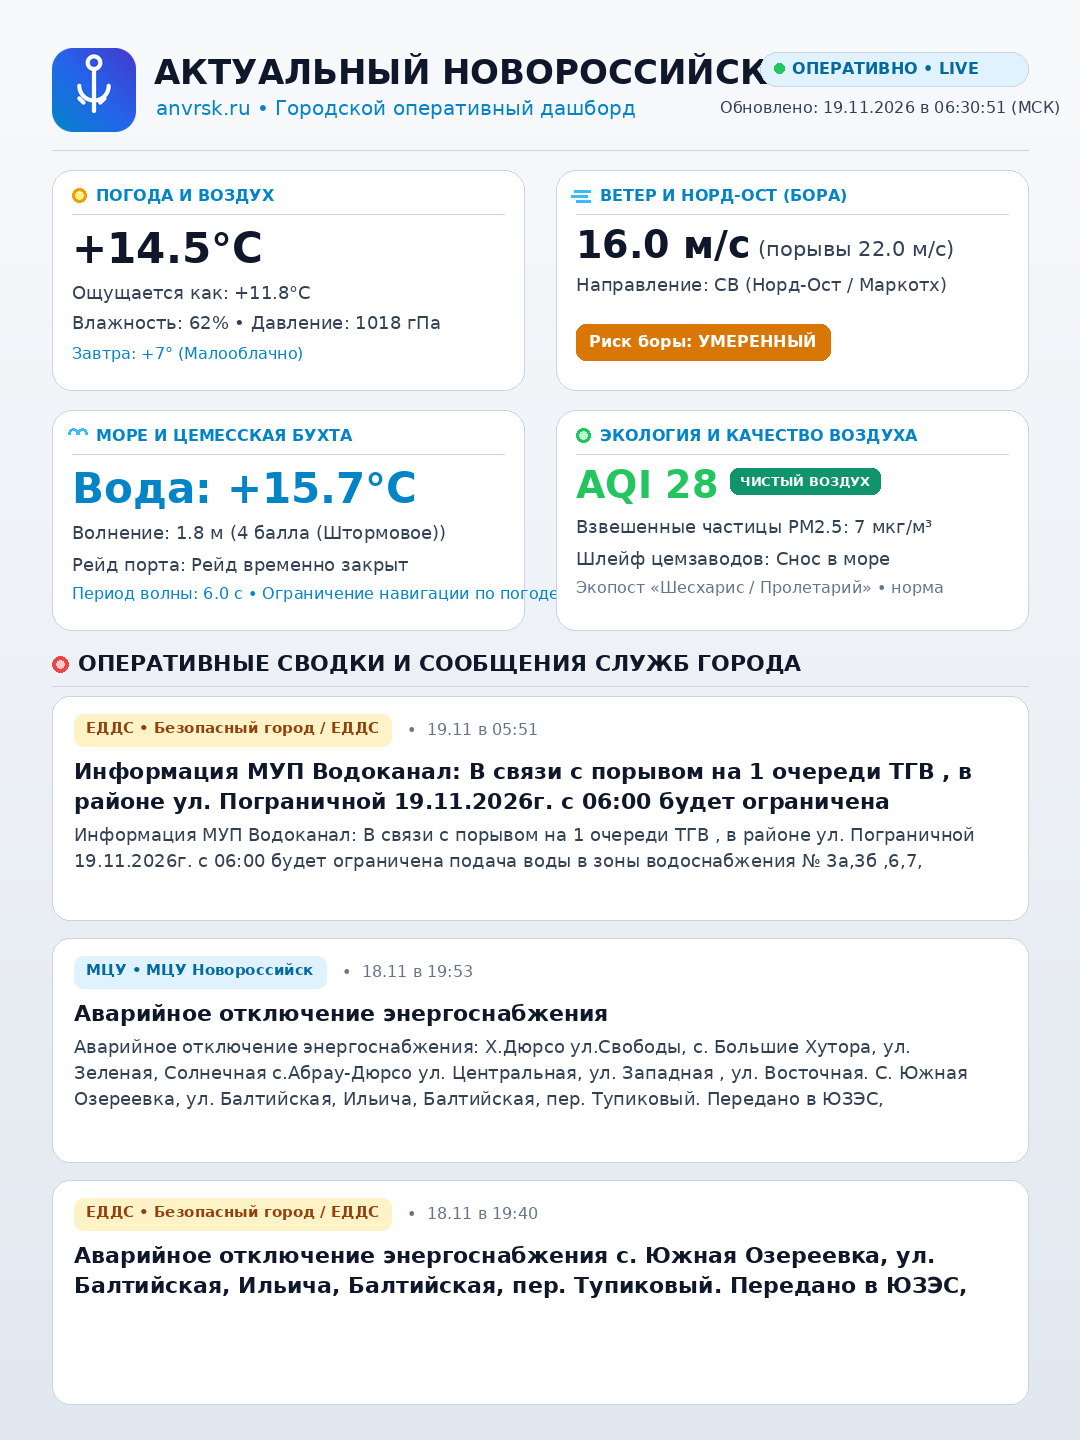 АКТУАЛЬНЫЙ НОВОРОССИЙСК
ОПЕРАТИВНО • LIVE
anvrsk.ru • Городской оперативный дашборд
Обновлено: 19.11.2026 в 06:30:51 (МСК)
ПОГОДА И ВОЗДУХ
+14.5°C
Ощущается как: +11.8°C
Влажность: 62% • Давление: 1018 гПа
Завтра: +7° (Малооблачно)
ВЕТЕР И НОРД-ОСТ (БОРА)
16.0 м/с (порывы 22.0 м/с)
Направление: СВ (Норд-Ост / Маркотх)
Риск боры: УМЕРЕННЫЙ
МОРЕ И ЦЕМЕССКАЯ БУХТА
Вода: +15.7°C
Волнение: 1.8 м (4 балла (Штормовое))
Рейд порта: Рейд временно закрыт
Период волны: 6.0 с • Ограничение навигации по погоде
ЭКОЛОГИЯ И КАЧЕСТВО ВОЗДУХА
AQI 28 ЧИСТЫЙ ВОЗДУХ
Взвешенные частицы PM2.5: 7 мкг/м³
Шлейф цемзаводов: Снос в море
Экопост «Шесхарис / Пролетарий» • норма
ОПЕРАТИВНЫЕ СВОДКИ И СООБЩЕНИЯ СЛУЖБ ГОРОДА
ЕДДС • Безопасный город / ЕДДС • 19.11 в 05:51
Информация МУП Водоканал: В связи с порывом на 1 очереди ТГВ , в
районе ул. Пограничной 19.11.2026г. с 06:00 будет ограничена
Информация МУП Водоканал: В связи с порывом на 1 очереди ТГВ , в районе ул. Пограничной
19.11.2026г. с 06:00 будет ограничена подача воды в зоны водоснабжения № 3а,3б ,6,7,
МЦУ • МЦУ Новороссийск • 18.11 в 19:53
Аварийное отключение энергоснабжения
Аварийное отключение энергоснабжения: Х.Дюрсо ул.Свободы, с. Большие Хутора, ул.
Зеленая, Солнечная с.Абрау-Дюрсо ул. Центральная, ул. Западная , ул. Восточная. С. Южная
Озереевка, ул. Балтийская, Ильича, Балтийская, пер. Тупиковый. Передано в ЮЗЭС,
ЕДДС • Безопасный город / ЕДДС • 18.11 в 19:40
Аварийное отключение энергоснабжения с. Южная Озереевка, ул.
Балтийская, Ильича, Балтийская, пер. Тупиковый. Передано в ЮЗЭС,